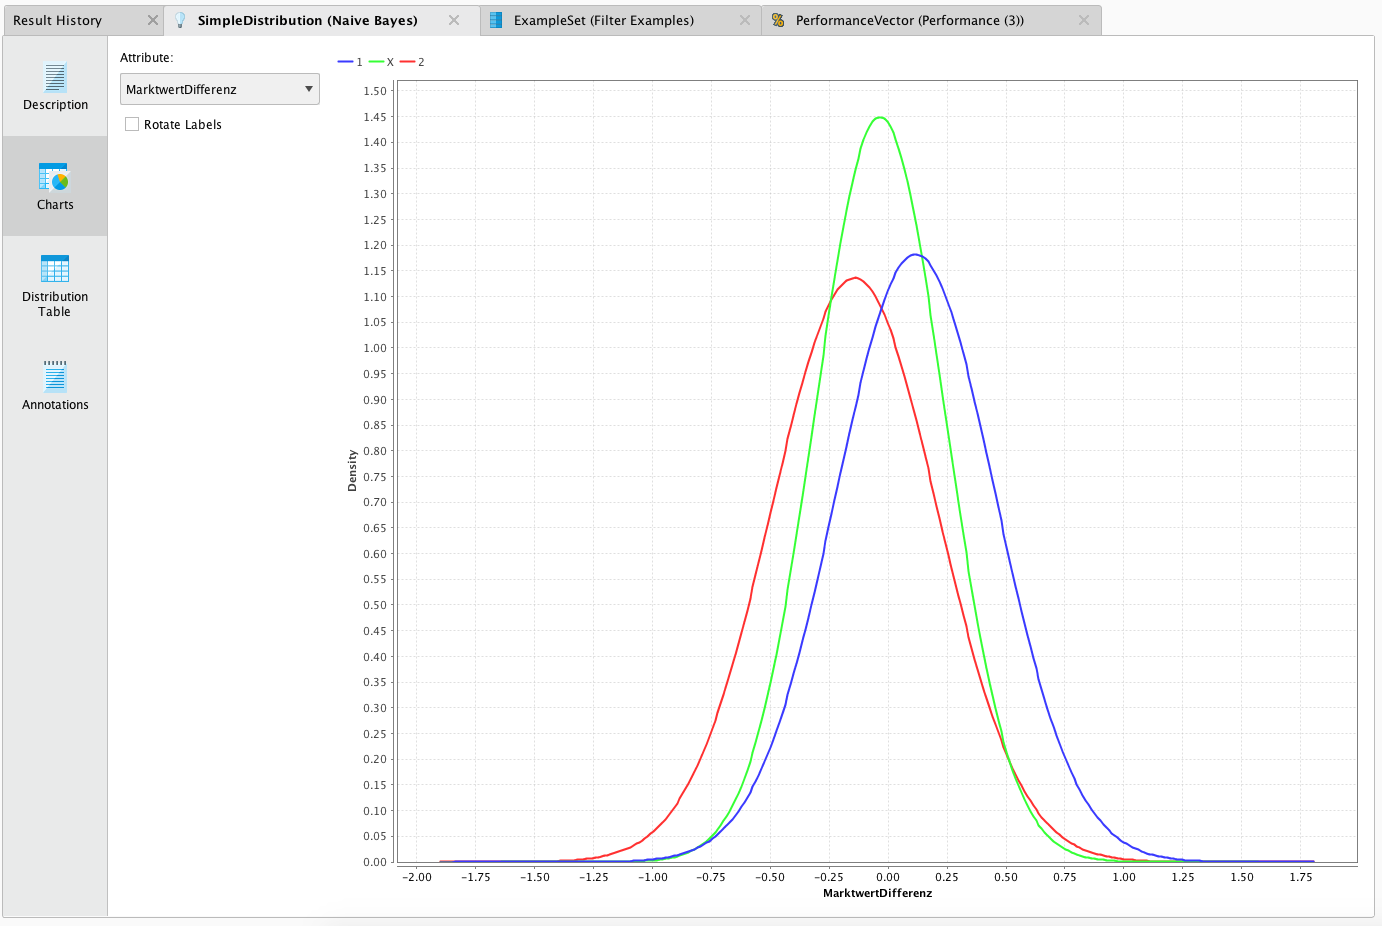 Result History
SimpleDistribution (Naive Bayes)
ExampleSet (Filter Examples)
PerformanceVector (Performance (3))
Description
Charts
Distribution
Table
Annotations
Attribute:
MarktwertDifferenz
Rotate Labels
1 X 2
1.50
1.45
1.40
1.35
1.30
1.25
1.20
1.15
1.10
1.05
1.00
0.95
0.90
0.85
0.80
0.75
0.70
0.65
0.60
0.55
0.50
0.45
0.40
0.35
0.30
0.25
0.20
0.15
0.10
0.05
0.00
Density
-2.00 -1.75 -1.50 -1.25 -1.00 -0.75 -0.50 -0.25 0.00 0.25 0.50 0.75 1.00 1.25 1.50 1.75
MarktwertDifferenz